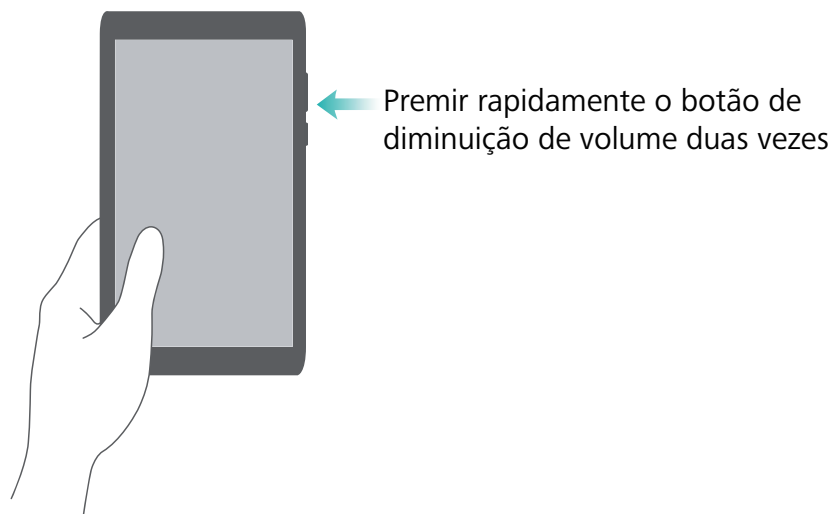 Premir rapidamente o botão de
diminuição de volume duas vezes